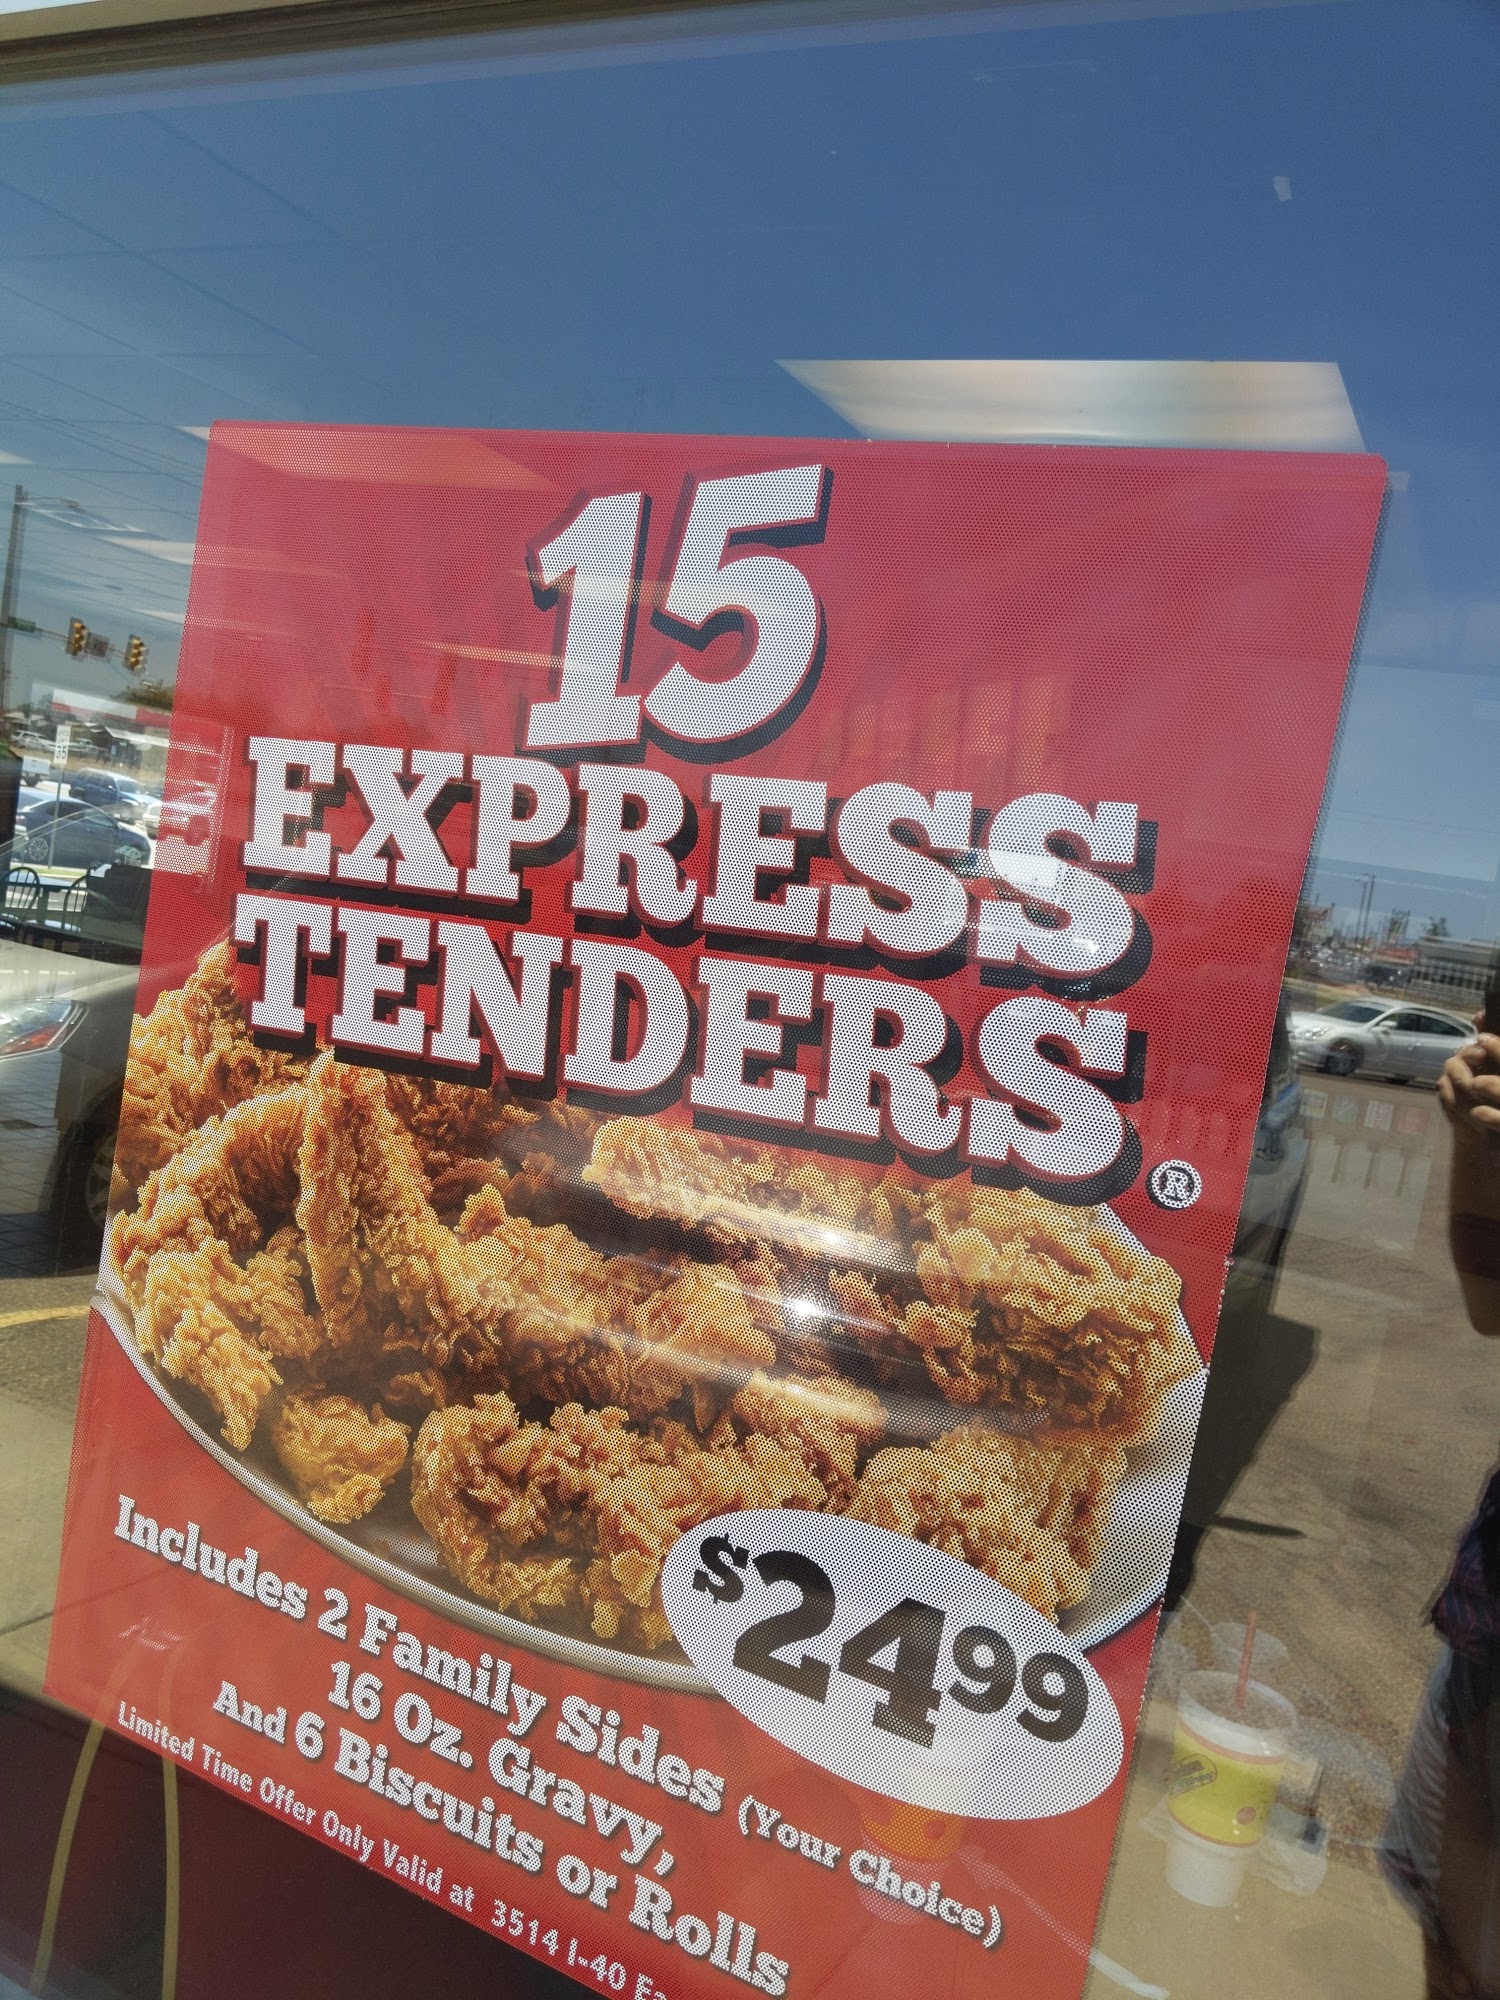 15
EXPRESS
TENDERS®
$24.99
Includes 2 Family Sides (Your Choice)
16 Oz. Gravy,
And 6 Biscuits or Rolls
Limited Time Offer Only Valid at 3514 I-40